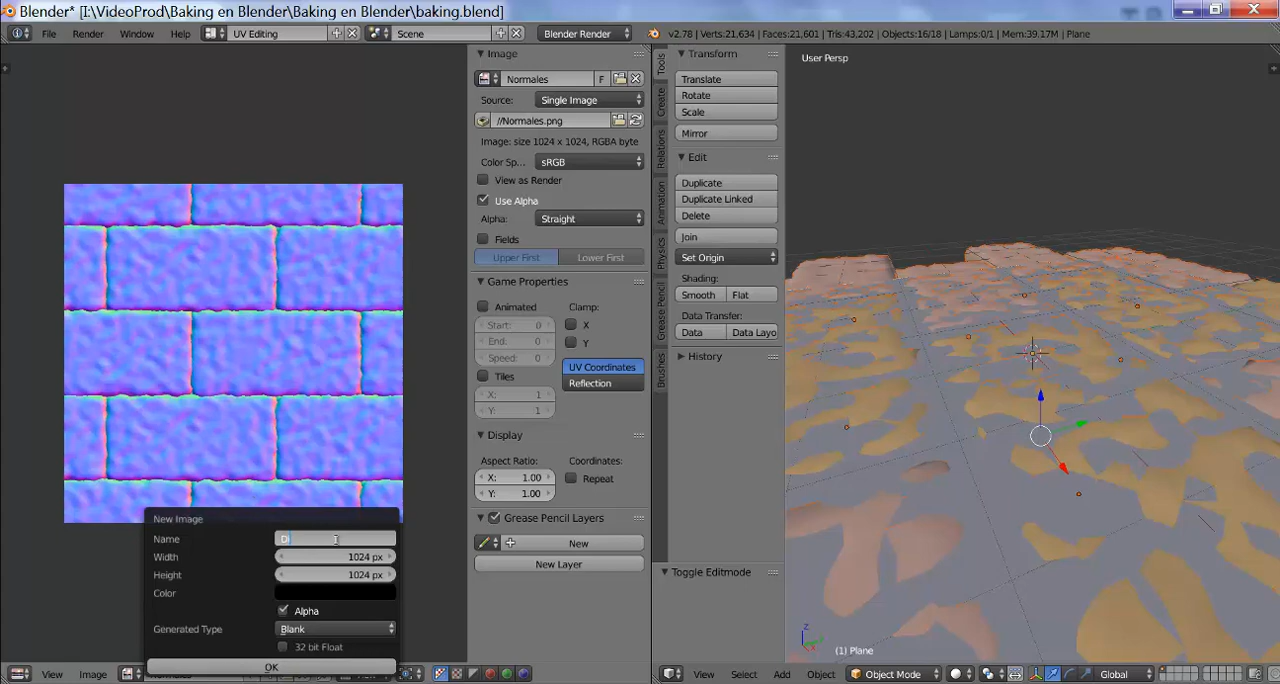 Blender* [I:\VideoProd\Baking en Blender\Baking en Blender\baking.blend]
File Render Window Help UV Editing Scene Blender Render v2.78 | Verts:21,634 | Faces:21,601 | Tris:43,202 | Objects:16/18 | Lamps:0/1 | Mem:39.17M | Plane
Image
Normales F
Source: Single Image
//Normales.png
Image: size 1024 x 1024, RGBA byte
Color Sp... sRGB
View as Render
Use Alpha
Alpha: Straight
Fields
Upper First Lower First
Game Properties
Animated Clamp:
Start: 0 X
End: 0 Y
Speed: 0
Tiles UV Coordinates
Reflection
X: 1
Y: 1
Display
Aspect Ratio: Coordinates:
X: 1.00 Repeat
Y: 1.00
Grease Pencil Layers
New
New Layer
Tools
Create
Relations
Animation
Physics
Grease Pencil
Brushes
Transform
Translate
Rotate
Scale
Mirror
Edit
Duplicate
Duplicate Linked
Delete
Join
Set Origin
Shading:
Smooth Flat
Data Transfer:
Data Data Layo
History
Toggle Editmode
User Persp
Z
(1) Plane
New Image
Name D
Width 1024 px
Height 1024 px
Color
Alpha
Generated Type Blank
32 bit Float
OK
View Image
View Select Add Object Object Mode Global